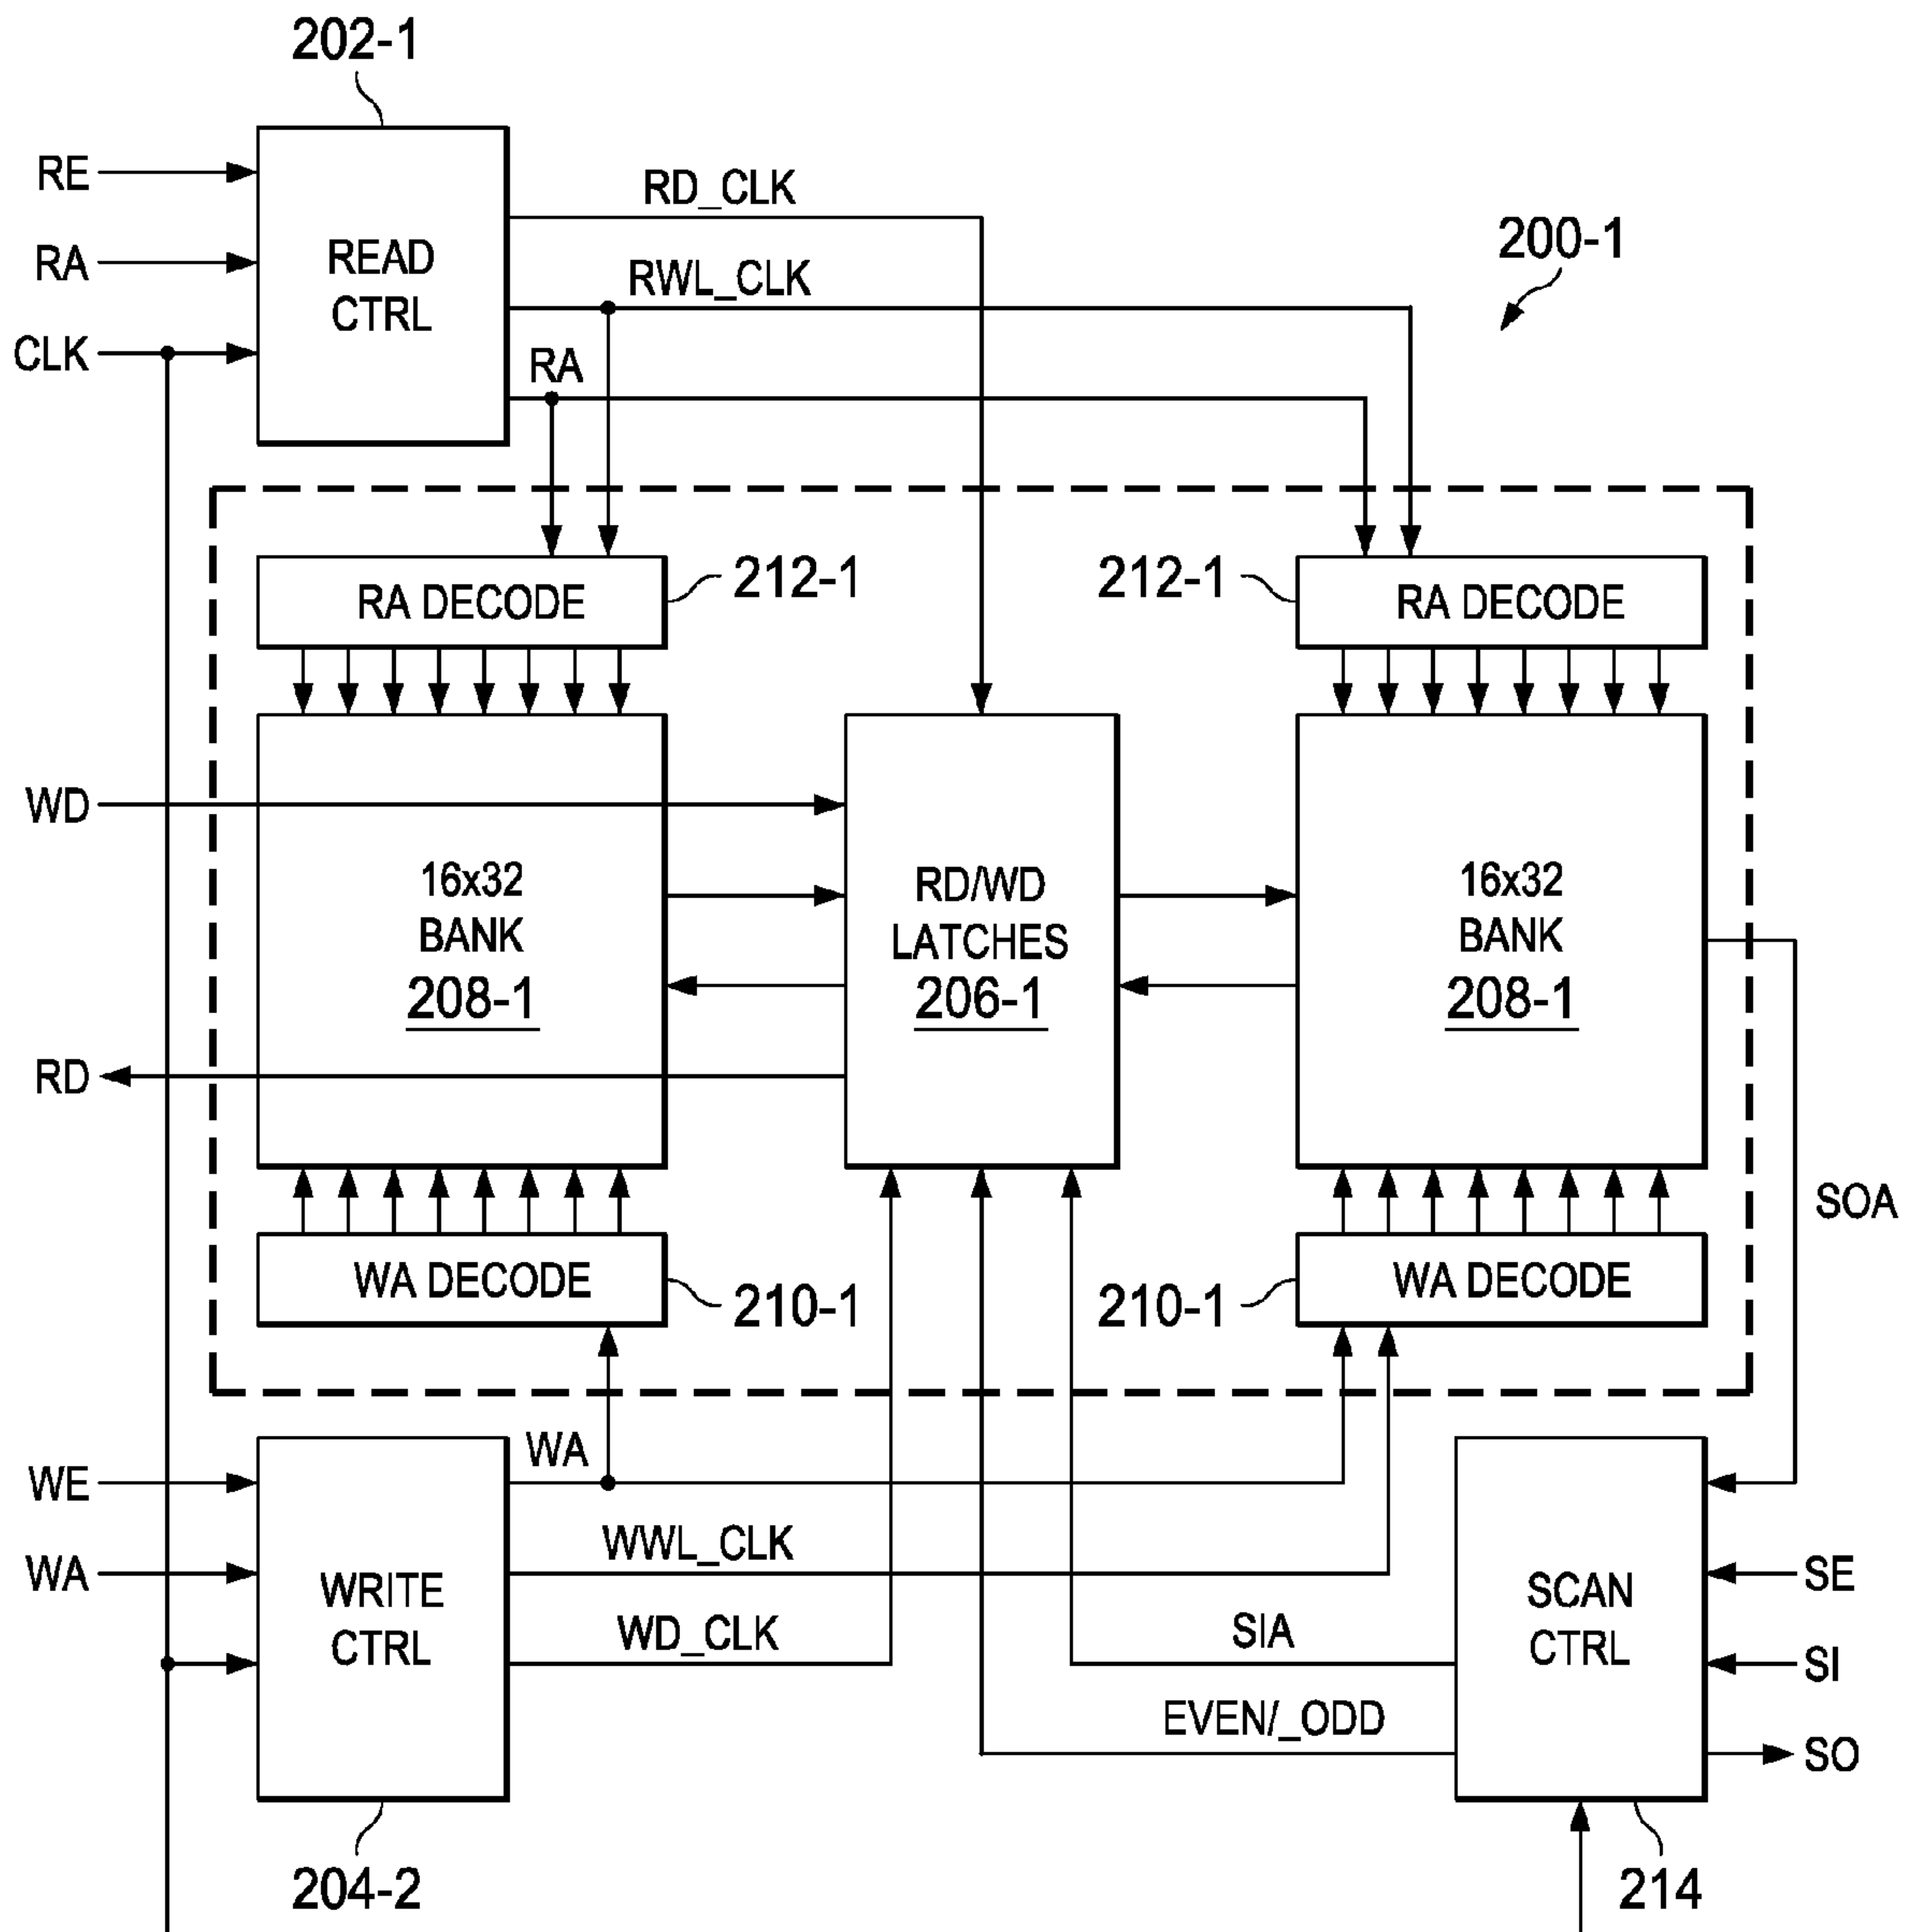 202-1
RE
RD_CLK
200-1
RA
READ
CTRL
RWL_CLK
CLK
RA
RA DECODE
212-1
212-1
RA DECODE
WD
16x32
BANK
208-1
RD/WD
LATCHES
206-1
16x32
BANK
208-1
RD
SOA
WA DECODE
210-1
210-1
WA DECODE
WE
WA
WA
WWL_CLK
WRITE
CTRL
WD_CLK
SIA
EVEN/_ODD
SCAN
CTRL
SE
SI
SO
204-2
214